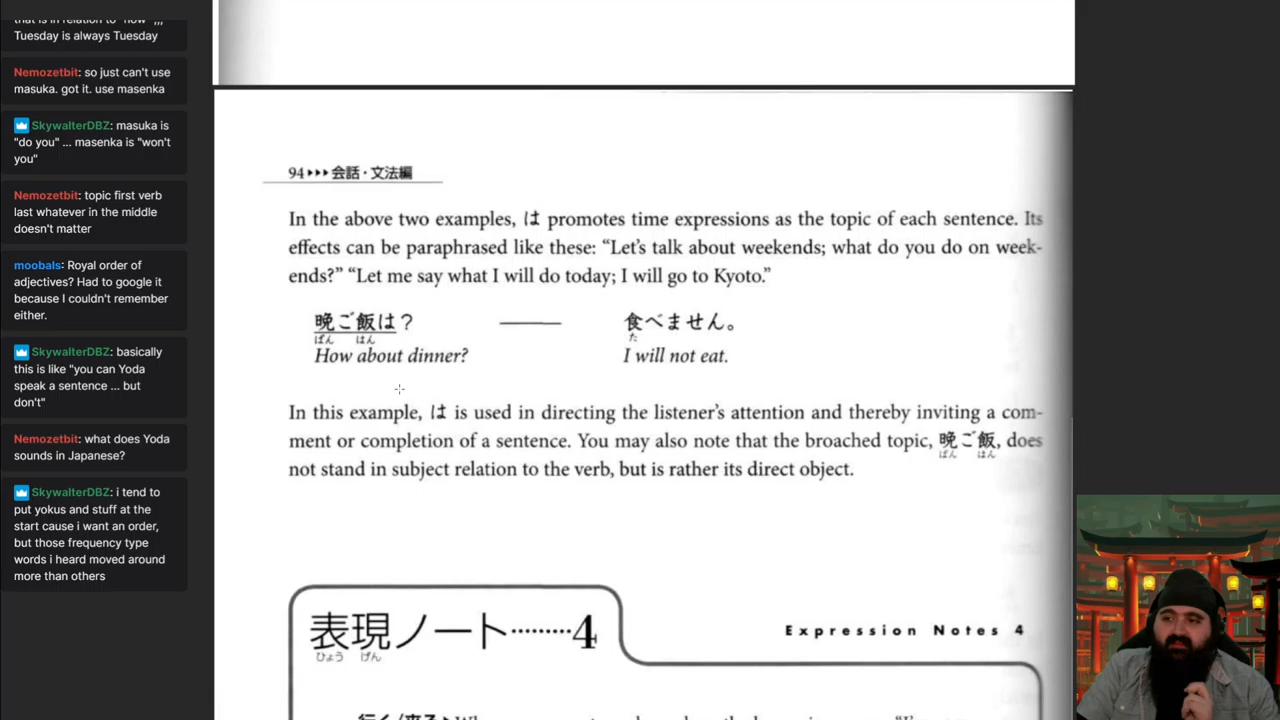 that is in relation to "now" ,,,
Tuesday is always Tuesday
Nemozetbit: so just can't use
masuka. got it. use masenka
SkywalterDBZ: masuka is
"do you" ... masenka is "won't
you"
Nemozetbit: topic first verb
last whatever in the middle
doesn't matter
moobals: Royal order of
adjectives? Had to google it
because I couldn't remember
either.
SkywalterDBZ: basically
this is like "you can Yoda
speak a sentence ... but
don't"
Nemozetbit: what does Yoda
sounds in Japanese?
SkywalterDBZ: i tend to
put yokus and stuff at the
start cause i want an order,
but those frequency type
words i heard moved around
more than others
94▸▸▸会話・文法編
In the above two examples, は promotes time expressions as the topic of each sentence. Its
effects can be paraphrased like these: “Let’s talk about weekends; what do you do on week-
ends?” “Let me say what I will do today; I will go to Kyoto.”
晩ご飯は？ —— 食べません。
ばん はん た
How about dinner? I will not eat.
In this example, は is used in directing the listener’s attention and thereby inviting a com-
ment or completion of a sentence. You may also note that the broached topic, 晩ご飯, does
ばん はん
not stand in subject relation to the verb, but is rather its direct object.
表現ノート………4
ひょう げん
Expression Notes 4
行く/来る▸